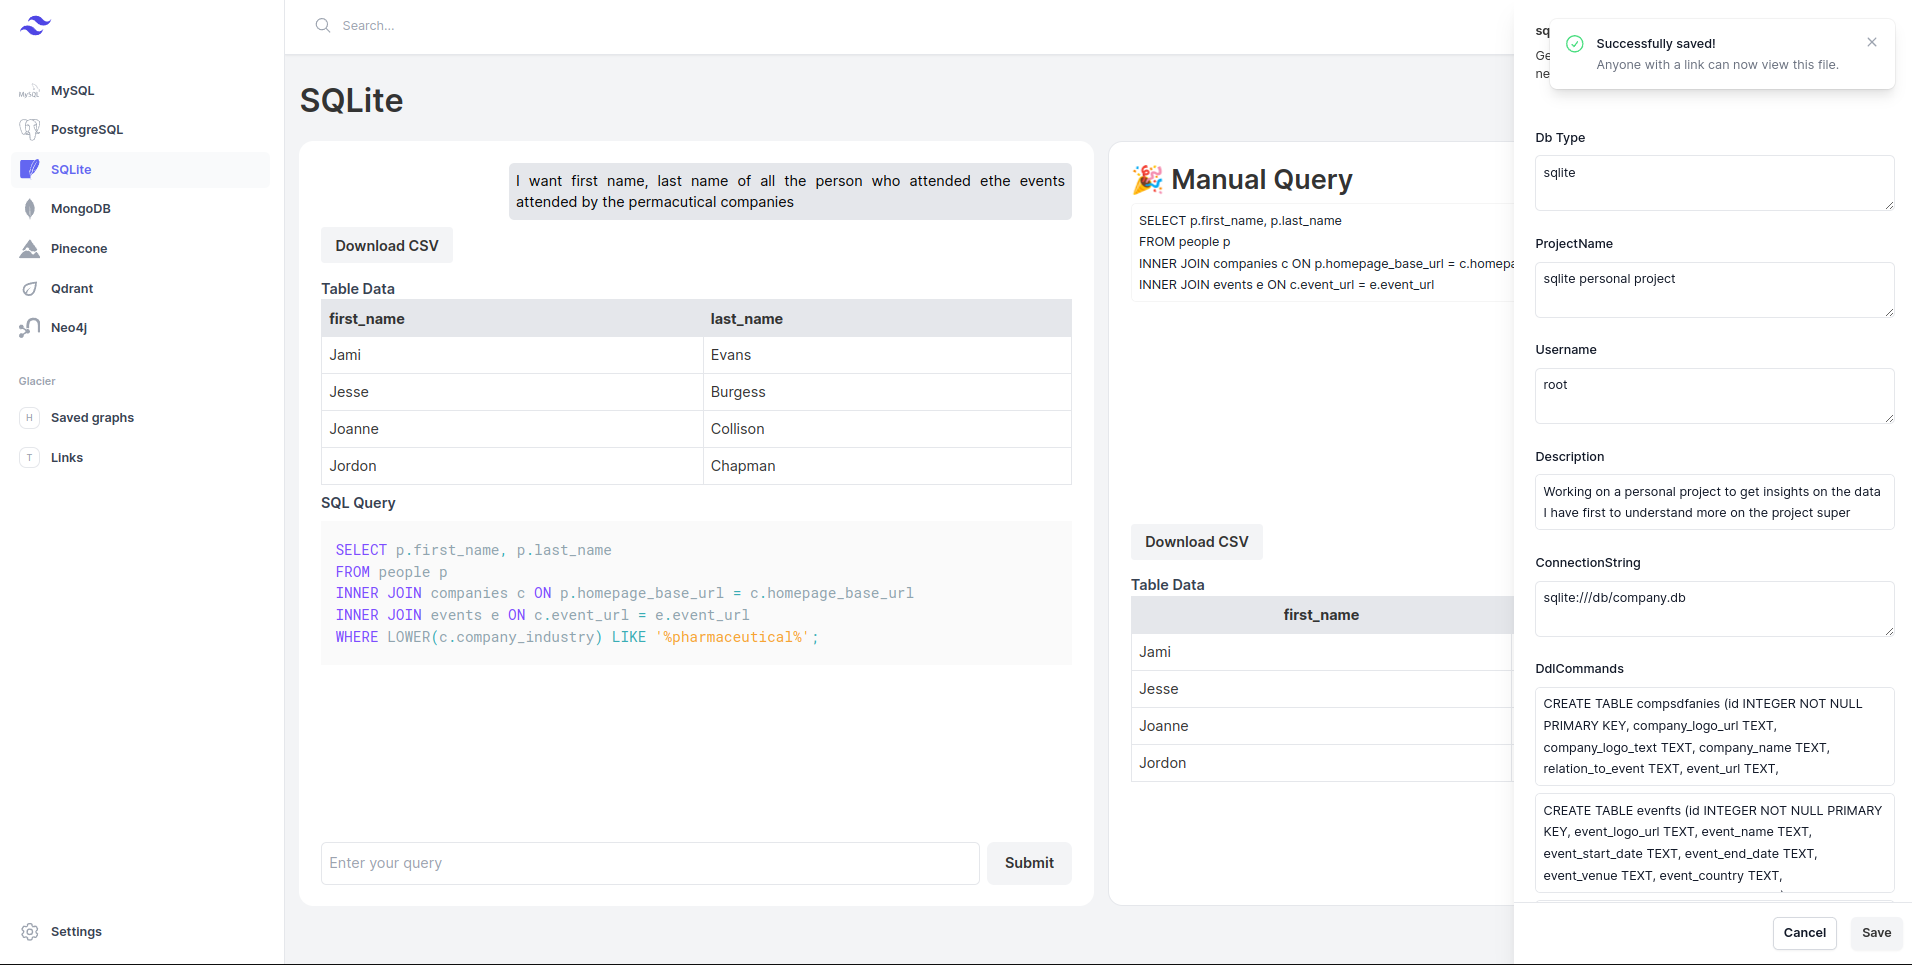 MySQL
PostgreSQL
SQLIte
MongoDB
Pinecone
Qdrant
Neo4j
Glacier
H Saved graphs
T Links
Settings
Search...
SQLite
I want first name, last name of all the person who attended ethe events
attended by the permacutical companies
Download CSV
Table Data
first_name last_name
Jami Evans
Jesse Burgess
Joanne Collison
Jordon Chapman
SQL Query
SELECT p.first_name, p.last_name
FROM people p
INNER JOIN companies c ON p.homepage_base_url = c.homepage_base_url
INNER JOIN events e ON c.event_url = e.event_url
WHERE LOWER(c.company_industry) LIKE '%pharmaceutical%';
Enter your query
Submit
🎉 Manual Query
SELECT p.first_name, p.last_name
FROM people p
INNER JOIN companies c ON p.homepage_base_url = c.homepa
INNER JOIN events e ON c.event_url = e.event_url
Download CSV
Table Data
first_name
Jami
Jesse
Joanne
Jordon
sq
Ge
ne
Successfully saved!
Anyone with a link can now view this file.
Db Type
sqlite
ProjectName
sqlite personal project
Username
root
Description
Working on a personal project to get insights on the data
I have first to understand more on the project super
ConnectionString
sqlite:///db/company.db
DdlCommands
CREATE TABLE compsdfanies (id INTEGER NOT NULL
PRIMARY KEY, company_logo_url TEXT,
company_logo_text TEXT, company_name TEXT,
relation_to_event TEXT, event_url TEXT,
CREATE TABLE evenfts (id INTEGER NOT NULL PRIMARY
KEY, event_logo_url TEXT, event_name TEXT,
event_start_date TEXT, event_end_date TEXT,
event_venue TEXT, event_country TEXT,
Cancel
Save